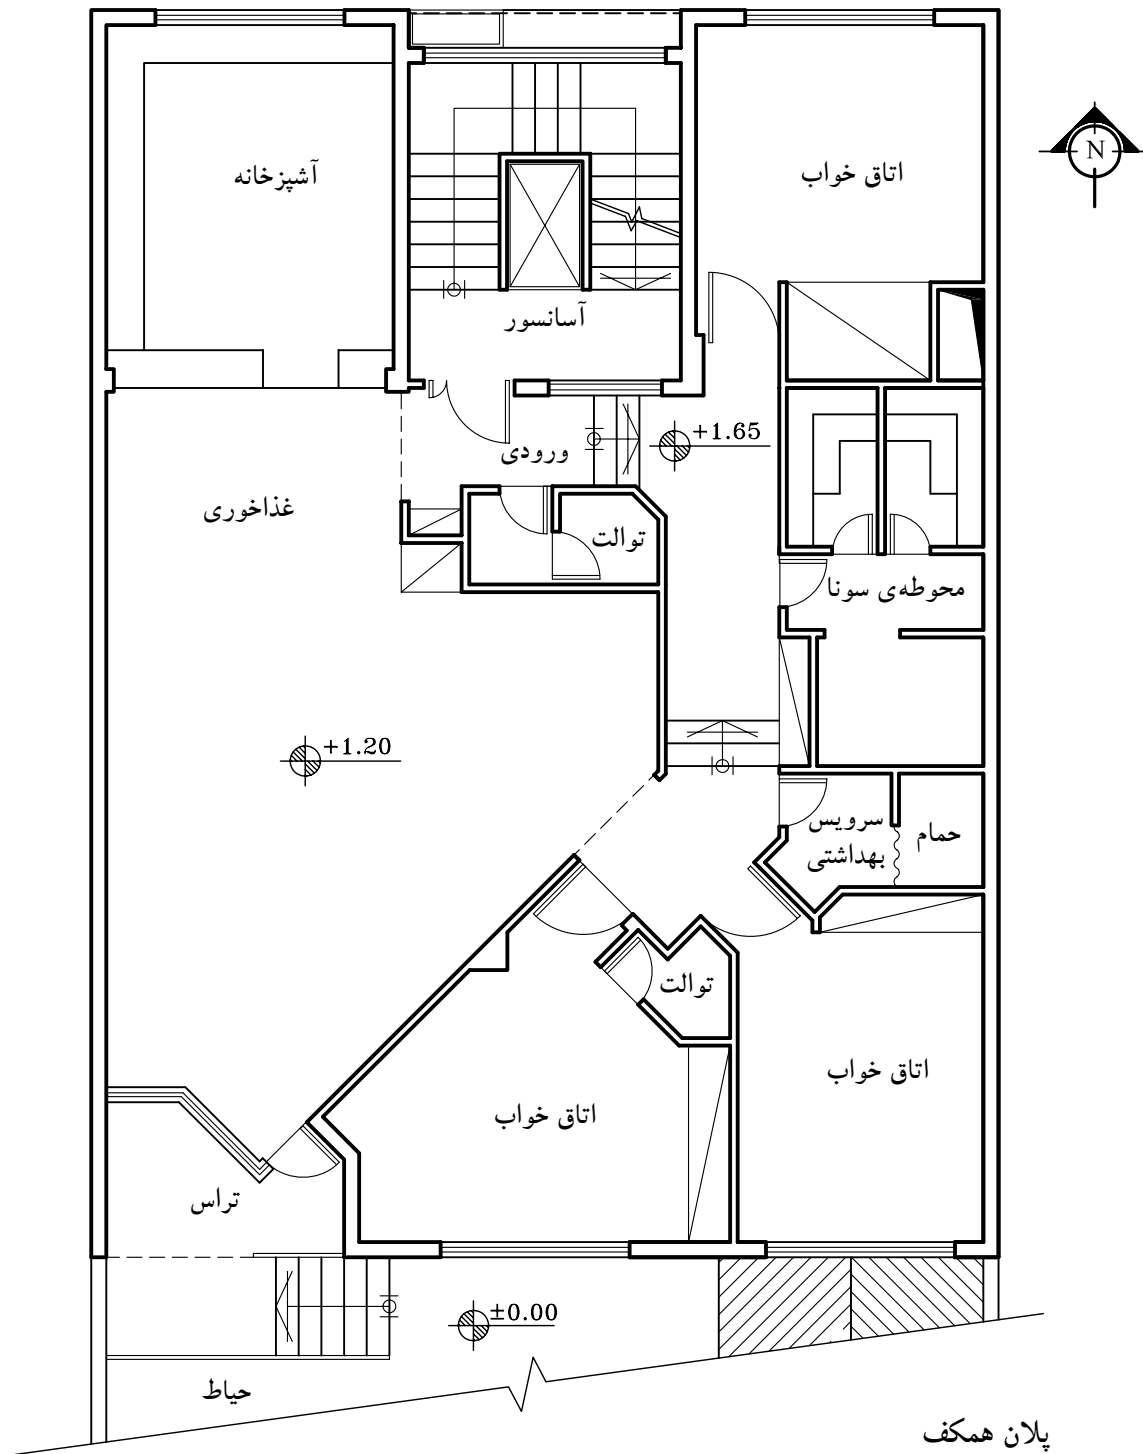 آشپزخانه
اتاق خواب
N
آسانسور
+1.65
ورودی
غذاخوری
توالت
محوطه‌ی سونا
+1.20
سرویس
بهداشتی
حمام
توالت
اتاق خواب
اتاق خواب
تراس
±0.00
حیاط
پلان همکف